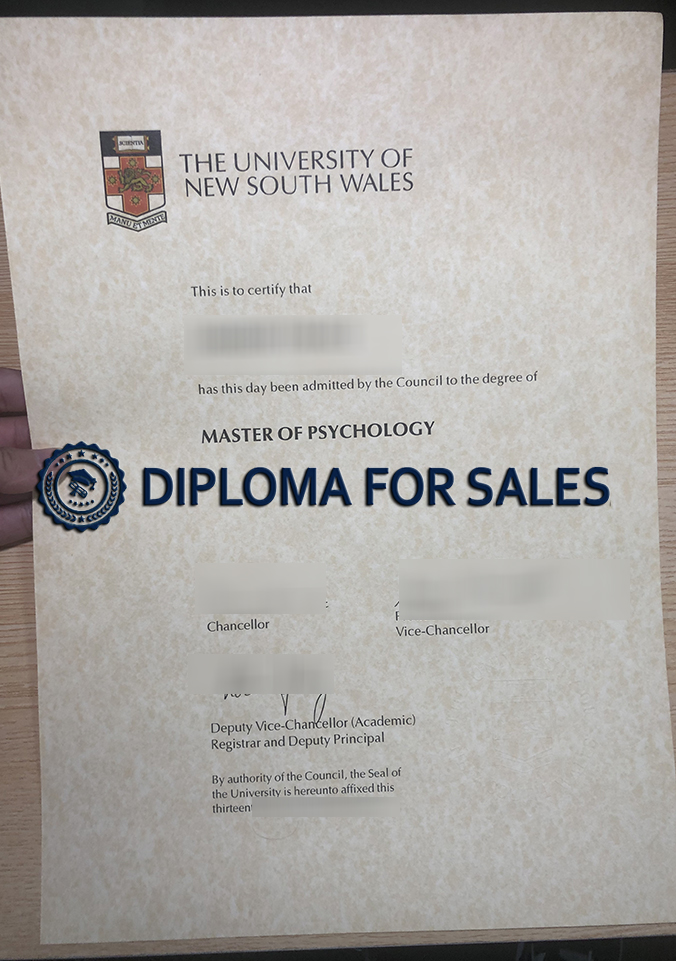 SCIENTIA
MANU ET MENTE
THE UNIVERSITY OF
NEW SOUTH WALES
This is to certify that
has this day been admitted by the Council to the degree of
MASTER OF PSYCHOLOGY
DIPLOMA FOR SALES
Chancellor
Vice-Chancellor
Deputy Vice-Chancellor (Academic)
Registrar and Deputy Principal
By authority of the Council, the Seal of
the University is hereunto affixed this
thirteen